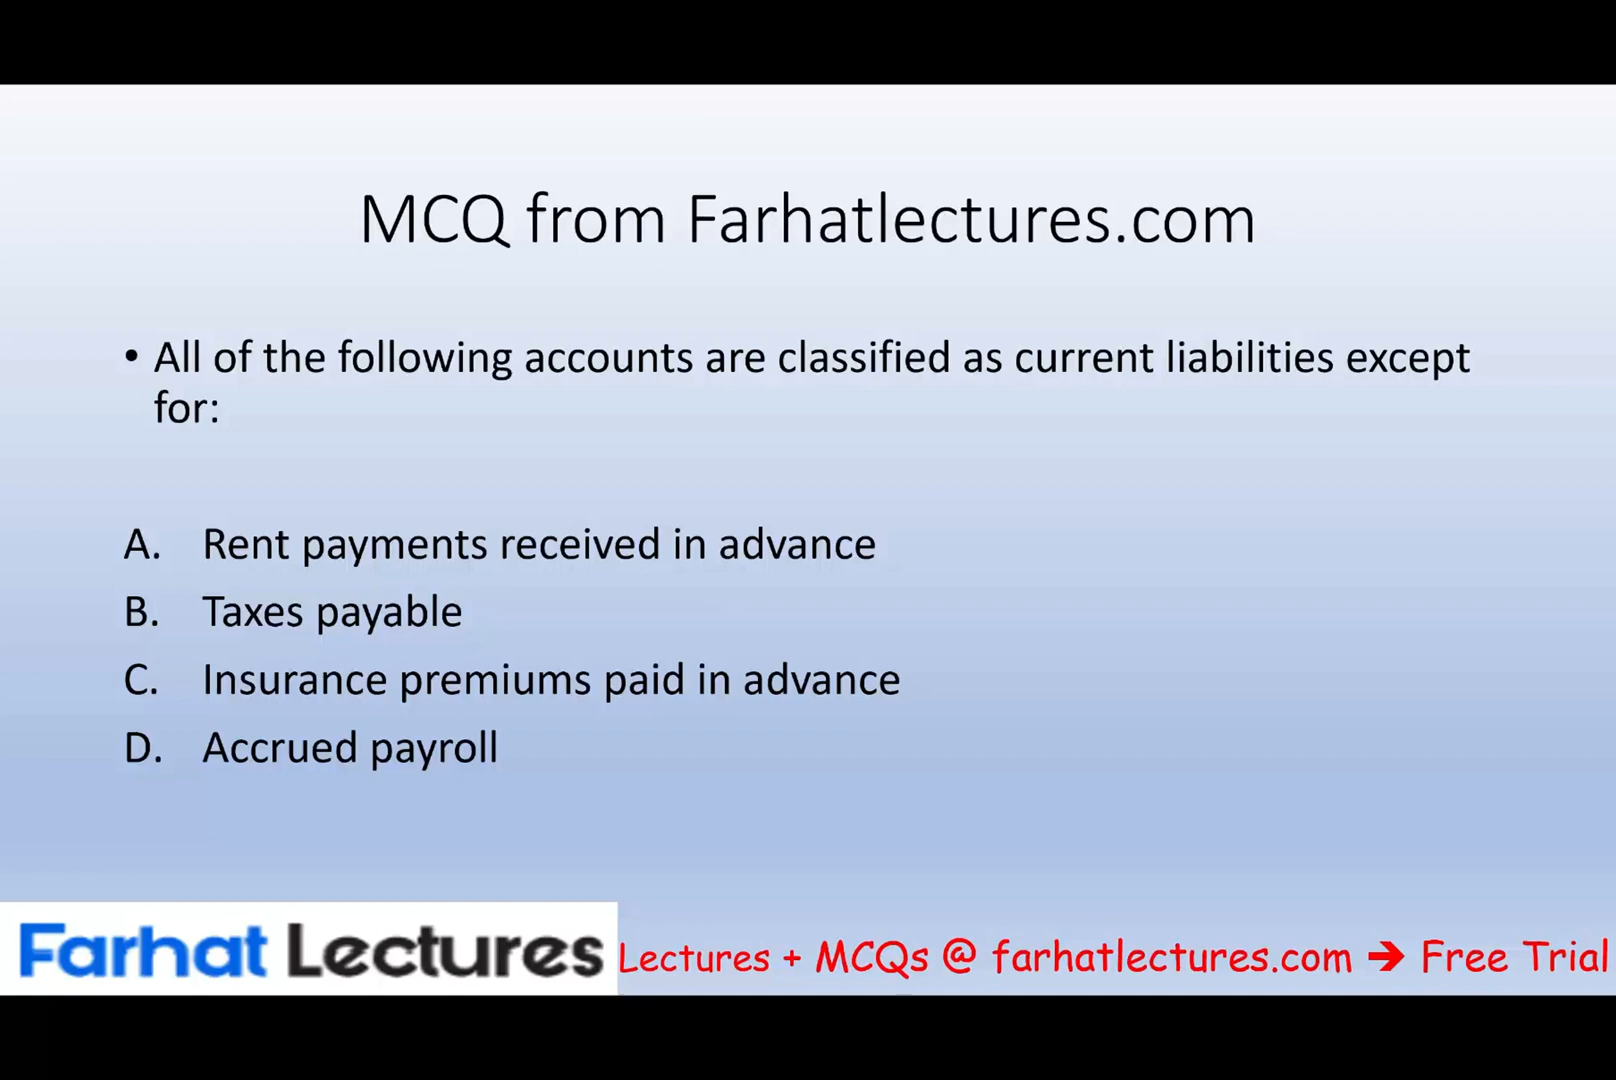 MCQ from Farhatlectures.com
• All of the following accounts are classified as current liabilities except
for:
A. Rent payments received in advance
B. Taxes payable
C. Insurance premiums paid in advance
D. Accrued payroll
Farhat Lectures
Lectures + MCQs @ farhatlectures.com → Free Trial